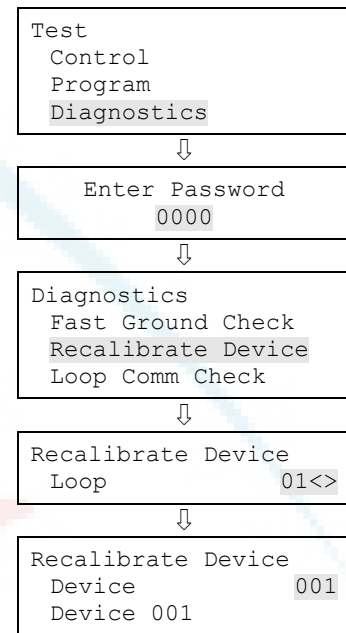 Test
Control
Program
Diagnostics
⇩
Enter Password
0000
⇩
Diagnostics
Fast Ground Check
Recalibrate Device
Loop Comm Check
⇩
Recalibrate Device
Loop 01<>
⇩
Recalibrate Device
Device 001
Device 001